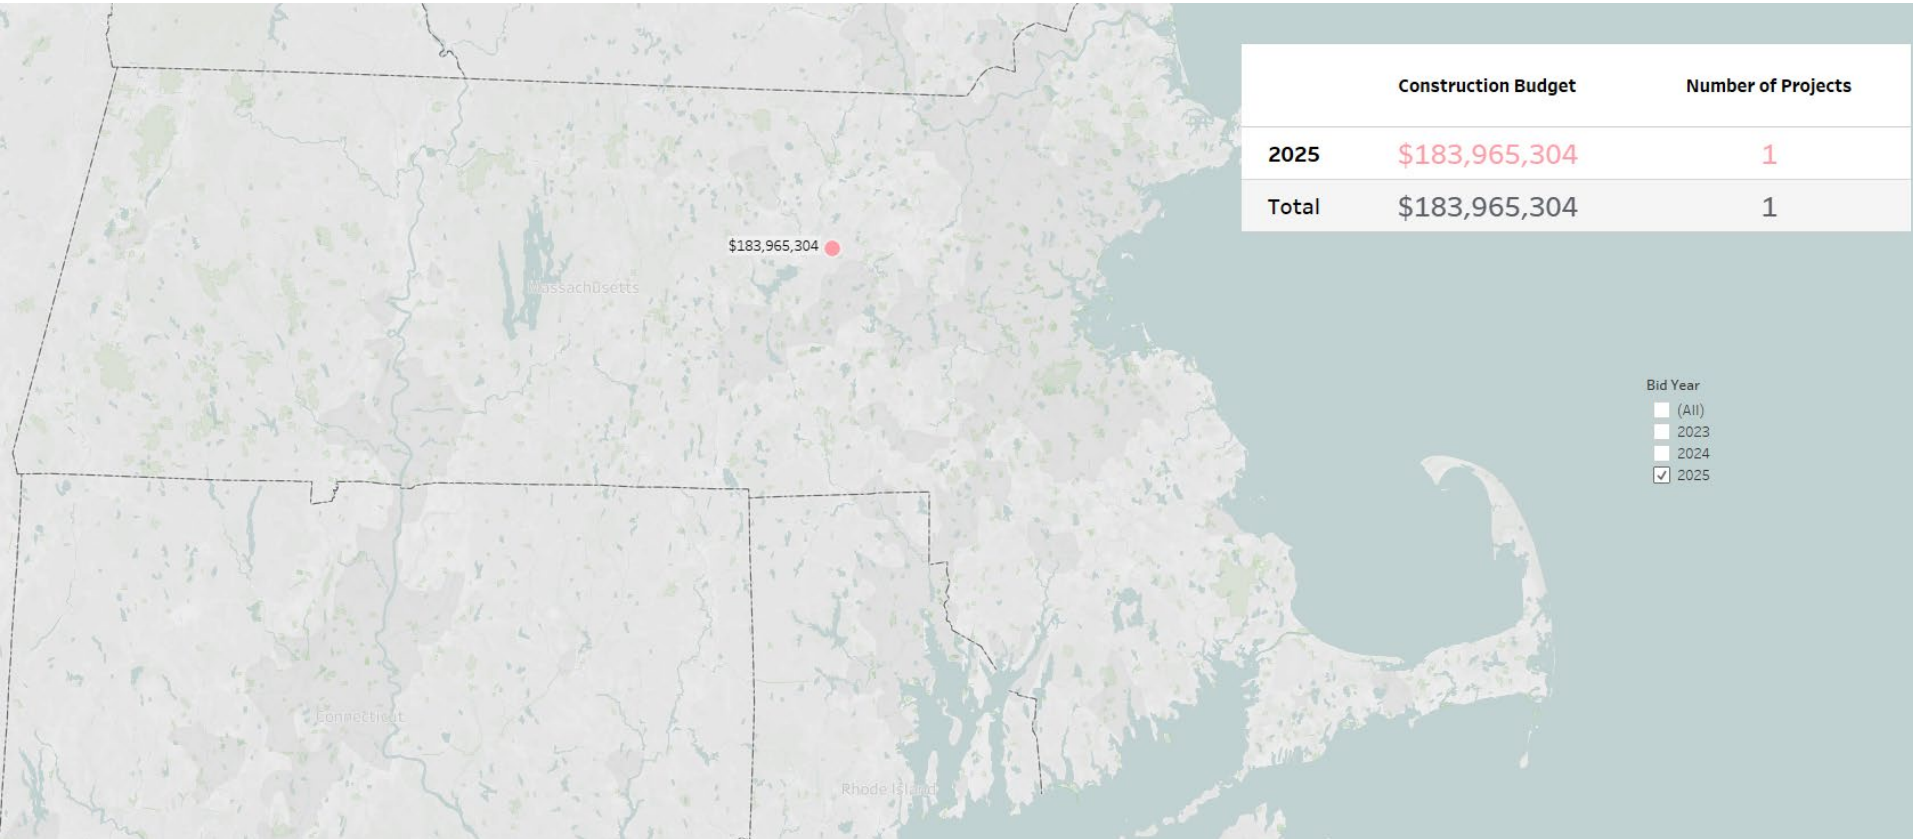 Construction Budget Number of Projects
2025 $183,965,304 1
Total $183,965,304 1
$183,965,304
Massachusetts
Bid Year
(All)
2023
2024
2025
Connecticut
Rhode Island